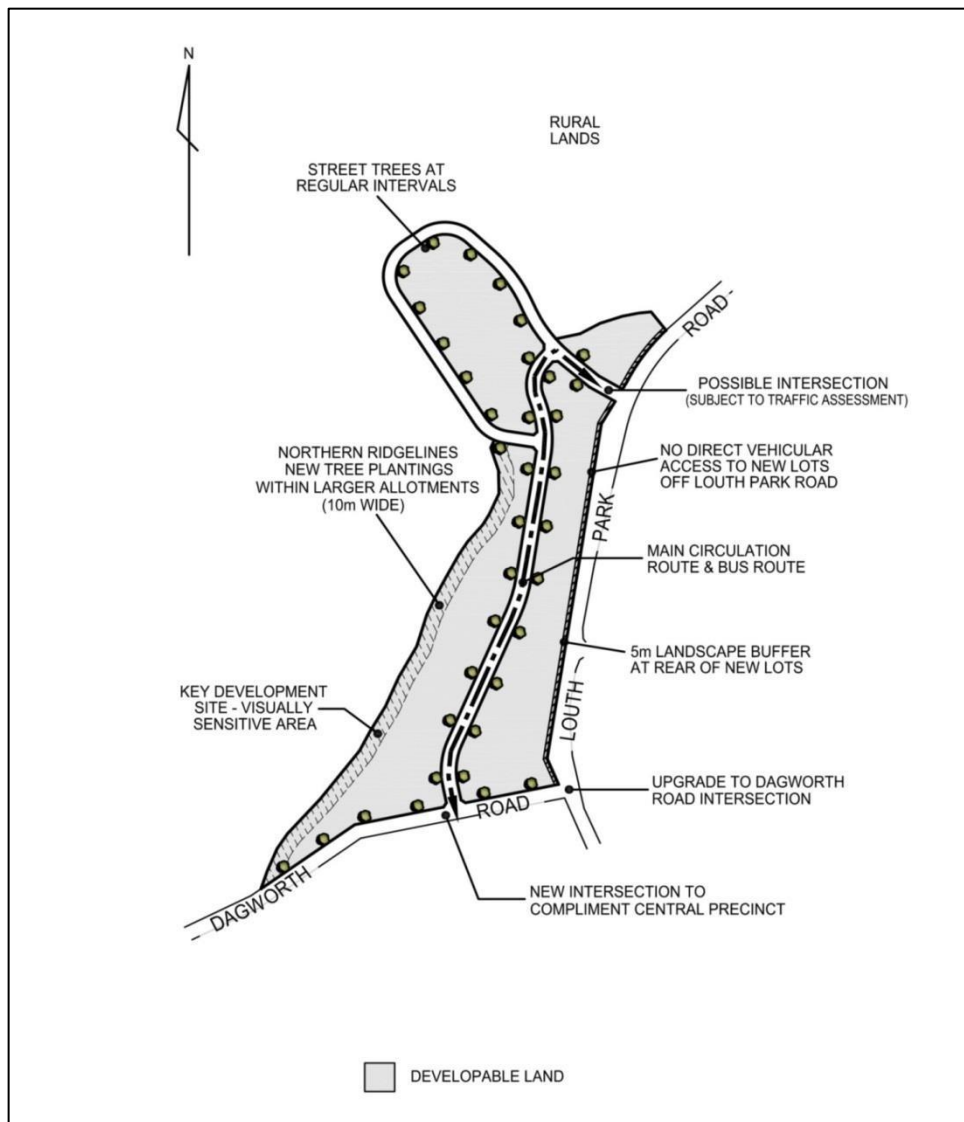 N
RURAL
LANDS
STREET TREES AT
REGULAR INTERVALS
ROAD
POSSIBLE INTERSECTION
(SUBJECT TO TRAFFIC ASSESSMENT)
NORTHERN RIDGELINES
NEW TREE PLANTINGS
WITHIN LARGER ALLOTMENTS
(10m WIDE)
NO DIRECT VEHICULAR
ACCESS TO NEW LOTS
OFF LOUTH PARK ROAD
PARK
MAIN CIRCULATION
ROUTE & BUS ROUTE
5m LANDSCAPE BUFFER
AT REAR OF NEW LOTS
KEY DEVELOPMENT
SITE - VISUALLY
SENSITIVE AREA
LOUTH
UPGRADE TO DAGWORTH
ROAD INTERSECTION
ROAD
DAGWORTH
NEW INTERSECTION TO
COMPLIMENT CENTRAL PRECINCT
DEVELOPABLE LAND